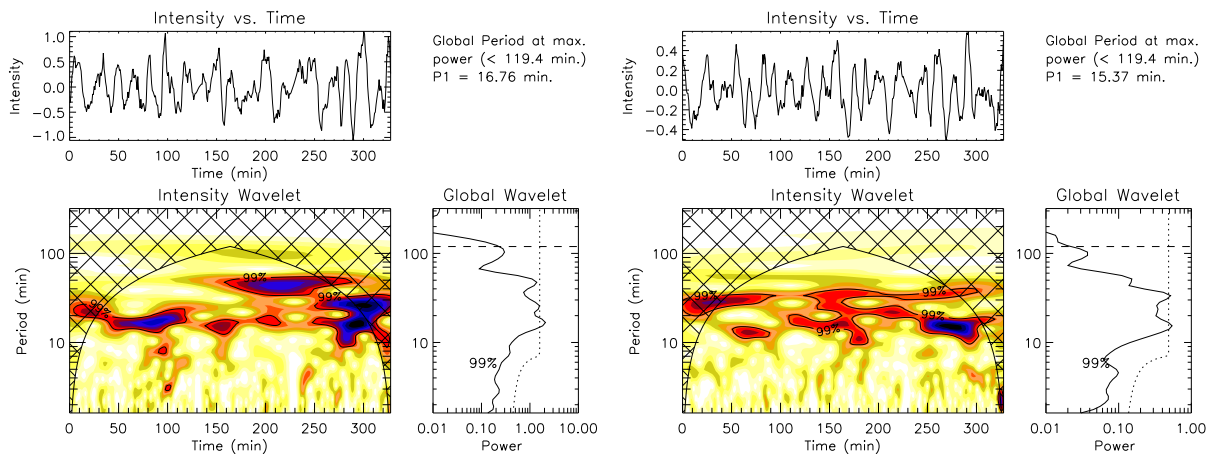 Intensity vs. Time
Intensity
1.0
0.5
0.0
−0.5
−1.0
0 50 100 150 200 250 300
Time (min)
Global Period at max.
power (< 119.4 min.)
P1 = 16.76 min.
Intensity Wavelet
Period (min)
100
10
99%
99%
%
%
0 50 100 150 200 250 300
Time (min)
Global Wavelet
100
10
99%
0.01 0.10 1.00 10.00
Power
Intensity vs. Time
Intensity
0.4
0.2
0.0
−0.2
−0.4
0 50 100 150 200 250 300
Time (min)
Global Period at max.
power (< 119.4 min.)
P1 = 15.37 min.
Intensity Wavelet
Period (min)
100
10
99%
99%
99%
99%
0 50 100 150 200 250 300
Time (min)
Global Wavelet
100
10
99%
0.01 0.10 1.00
Power